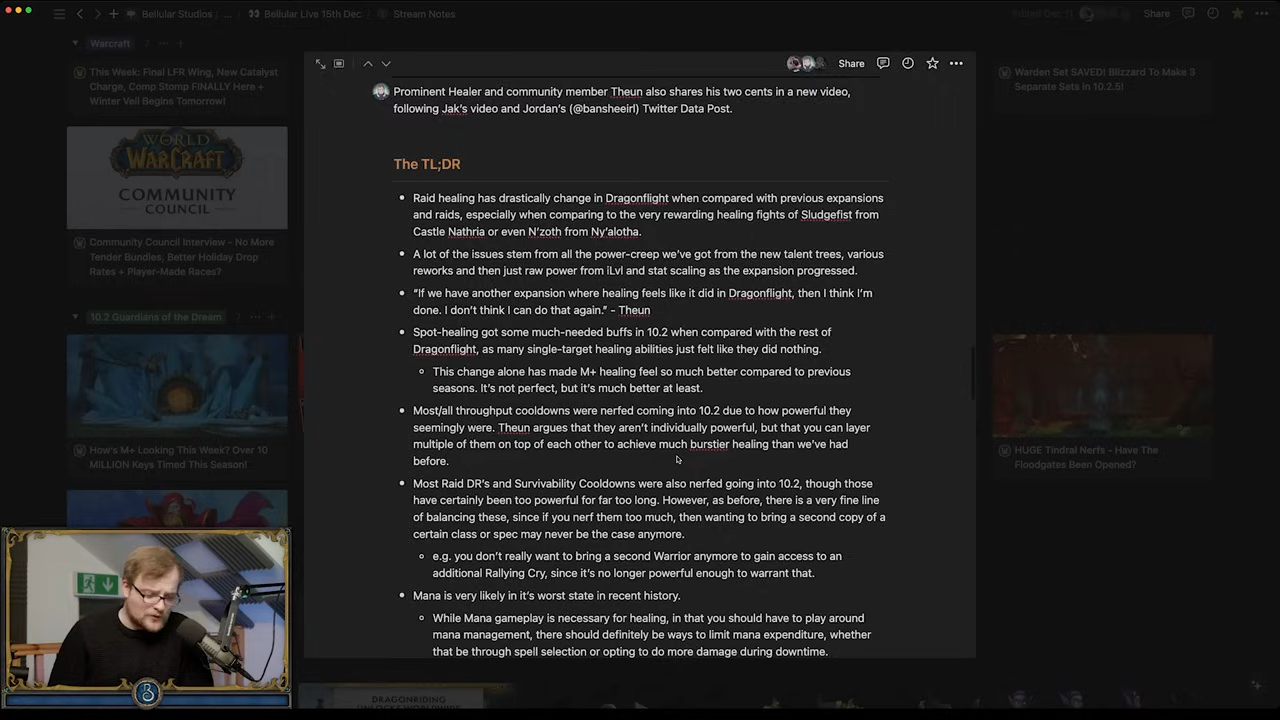 Bellular Studios / ... / 👀 Bellular Live 15th Dec / Stream Notes
Share
Warcraft 7 ... +
This Week: Final LFR Wing, New Catalyst
Charge, Comp Stomp FINALLY Here +
Winter Veil Begins Tomorrow!
WORLD
WARCRAFT
COMMUNITY
COUNCIL
Community Council Interview - No More
Tender Bundles, Better Holiday Drop
Rates + Player-Made Races?
10.2 Guardians of the Dream
How's M+ Looking This Week? Over 10
MILLION Keys Timed This Season!
Share
Prominent Healer and community member Theun also shares his two cents in a new video,
following Jak's video and Jordan's (@bansheeirl) Twitter Data Post.
The TL;DR
• Raid healing has drastically change in Dragonflight when compared with previous expansions
and raids, especially when comparing to the very rewarding healing fights of Sludgefist from
Castle Nathria or even N'zoth from Ny'alotha.
• A lot of the issues stem from all the power-creep we've got from the new talent trees, various
reworks and then just raw power from iLvl and stat scaling as the expansion progressed.
• “If we have another expansion where healing feels like it did in Dragonflight, then I think I'm
done. I don't think I can do that again.” - Theun
• Spot-healing got some much-needed buffs in 10.2 when compared with the rest of
Dragonflight, as many single-target healing abilities just felt like they did nothing.
◦ This change alone has made M+ healing feel so much better compared to previous
seasons. It's not perfect, but it's much better at least.
• Most/all throughput cooldowns were nerfed coming into 10.2 due to how powerful they
seemingly were. Theun argues that they aren't individually powerful, but that you can layer
multiple of them on top of each other to achieve much burstier healing than we've had
before.
• Most Raid DR's and Survivability Cooldowns were also nerfed going into 10.2, though those
have certainly been too powerful for far too long. However, as before, there is a very fine line
of balancing these, since if you nerf them too much, then wanting to bring a second copy of a
certain class or spec may never be the case anymore.
◦ e.g. you don't really want to bring a second Warrior anymore to gain access to an
additional Rallying Cry, since it's no longer powerful enough to warrant that.
• Mana is very likely in it's worst state in recent history.
◦ While Mana gameplay is necessary for healing, in that you should have to play around
mana management, there should definitely be ways to limit mana expenditure, whether
that be through spell selection or opting to do more damage during downtime.
Warden Set SAVED! Blizzard To Make 3
Separate Sets in 10.2.5!
HUGE Tindral Nerfs - Have The
Floodgates Been Opened?
DRAGONRIDING